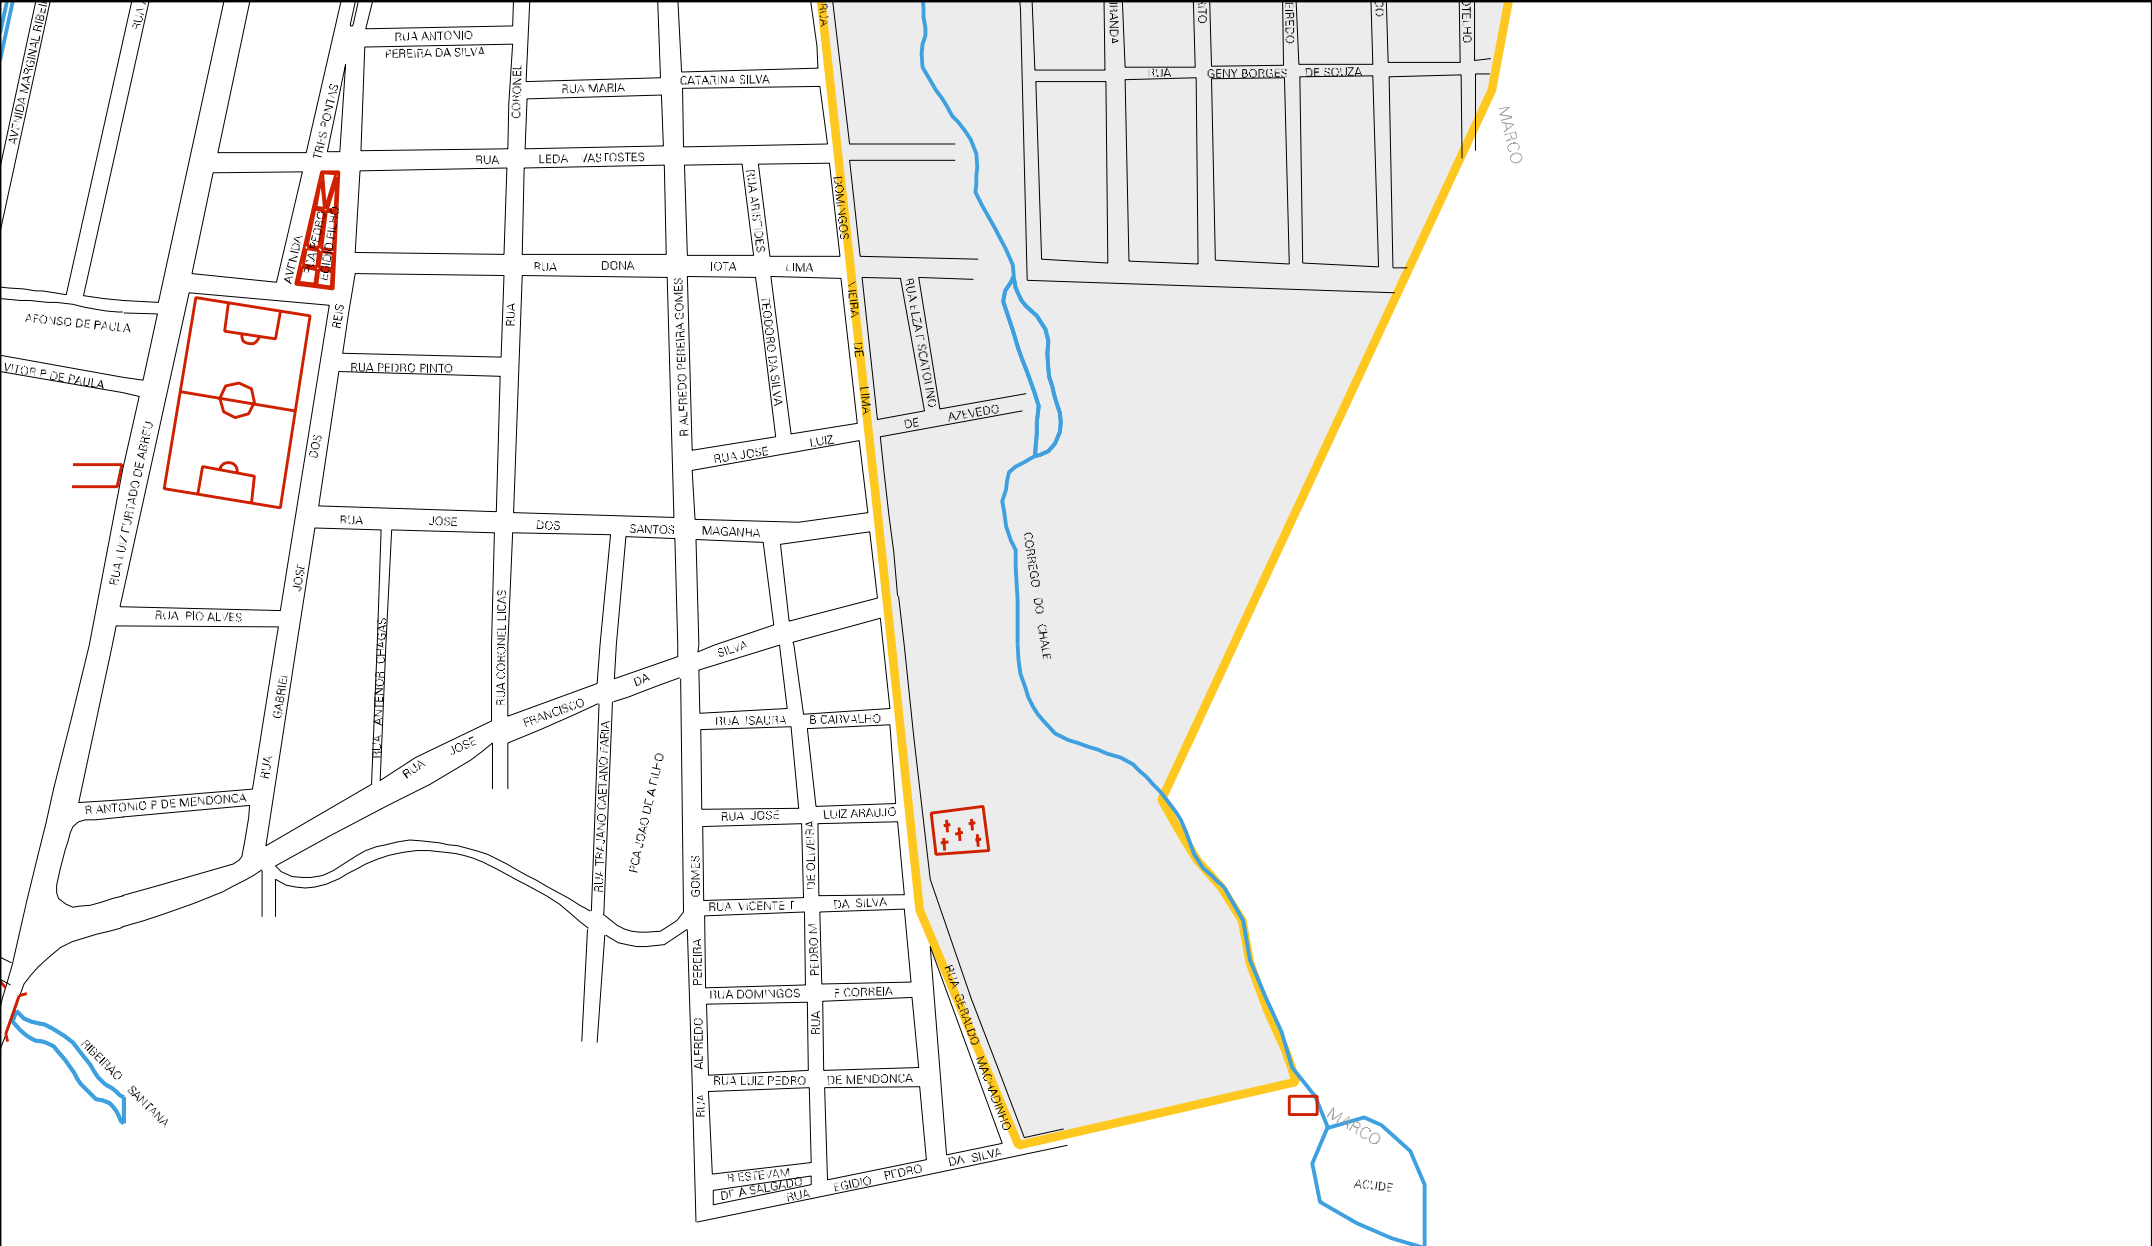 AVENIDA MARGINAL
RUA ANTONIO
PEREIRA DA SILVA
CORONEL
RUA MARIA
CATARINA SILVA
RUA
DOMINGOS
VIEIRA
DE
LIMA
RUA
GENY BORGES
DE SOUZA
MARCO
TRES PONTAS
RUA
LEDA
VASTOSTES
RUA ARISTIDES
AVENIDA
PCA PEDRO
EGIDIO FILHO
RUA
DONA
IOTA
LIMA
AFONSO DE PAULA
VITOR P DE PAULA
REIS
RUA
R ALFREDO PEREIRA GOMES
TEODORO DA SILVA
RUA ELZA F SCATOLINO
RUA PEDRO PINTO
DE
AZEVEDO
RUA JOSE
LUIZ
RUA LUIZ FURTADO DE ABREU
DOS
JOSE
GABRIEL
RUA
RUA
JOSE
DOS
SANTOS
MAGANHA
CORREGO DO CHALE
RUA PIO ALVES
RUA ANTENOR CHAGAS
RUA CORONEL LICAS
RUA
JOSE
FRANCISCO
DA
SILVA
RUA ISAURA
B CARVALHO
R ANTONIO P DE MENDONCA
RUA TRAJANO CAETANO FARIA
PCA JOAO DE A FILHO
RUA JOSE
LUIZ ARAUJO
GOMES
DE OLIVEIRA
RUA VICENTE F
DA SILVA
PEREIRA
PEDRO M
RUA DOMINGOS
F CORREIA
RUA GERALDO MACHADINHO
ALFREDO
RUA
RUA LUIZ PEDRO
DE MENDONCA
RUA
RIBEIRAO SANTANA
R ESTEVAM
DE A SALGADO
RUA
EGIDIO
PEDRO
DA SILVA
MARCO
ACUDE